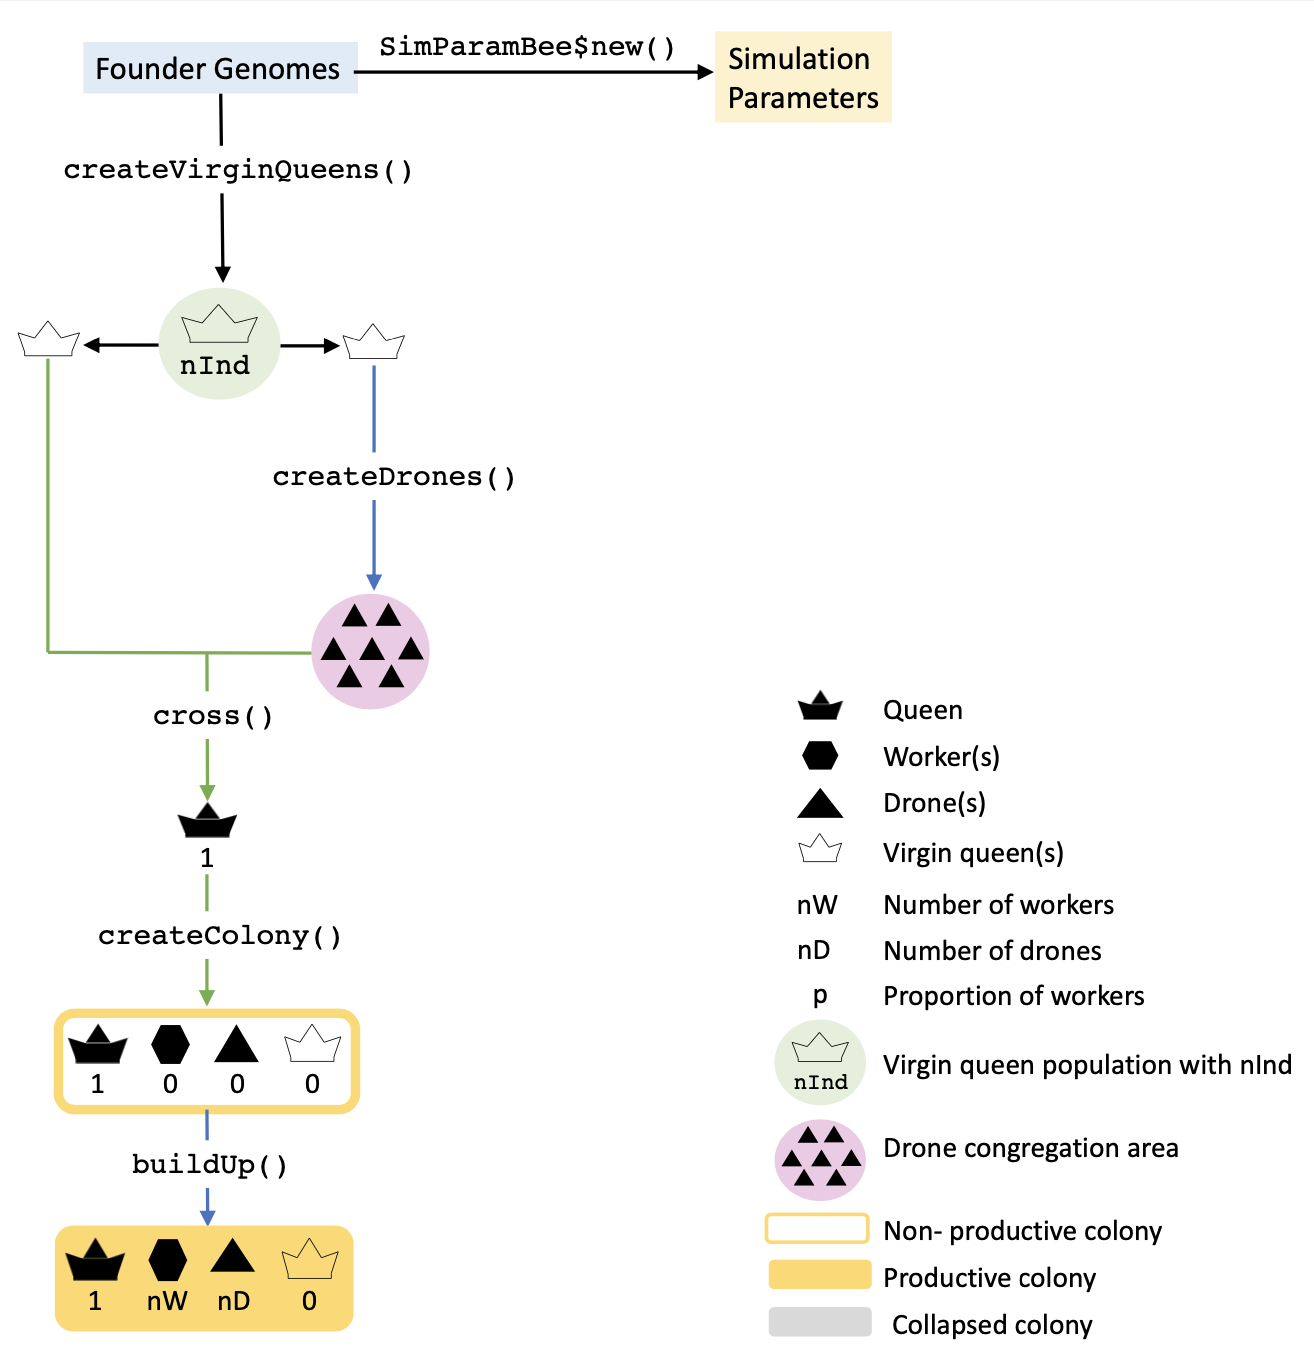 Founder Genomes
SimParamBee$new()
Simulation
Parameters
createVirginQueens()
nInd
createDrones()
cross()
1
createColony()
1 0 0 0
buildUp()
1 nW nD 0
Queen
Worker(s)
Drone(s)
Virgin queen(s)
nW Number of workers
nD Number of drones
p Proportion of workers
nInd Virgin queen population with nInd
Drone congregation area
Non- productive colony
Productive colony
Collapsed colony